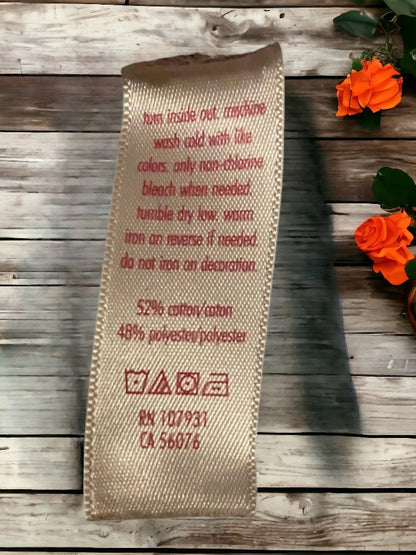 turn inside out. machine
wash cold with like
colors. only non-chlorine
bleach when needed.
tumble dry low. warm
iron on reverse if needed.
do not iron on decoration.
52% cotton/coton
48% polyester/polyester
RN 107931
CA 56076